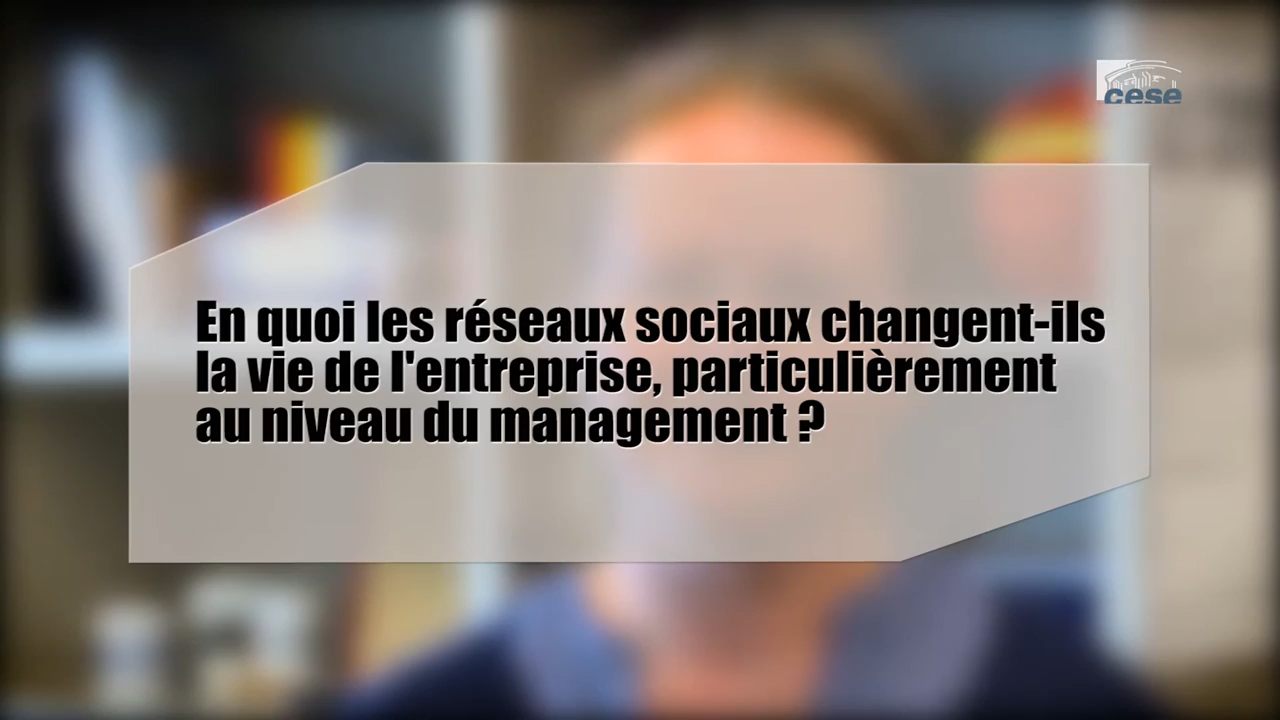 cese
En quoi les réseaux sociaux changent-ils
la vie de l'entreprise, particulièrement
au niveau du management ?